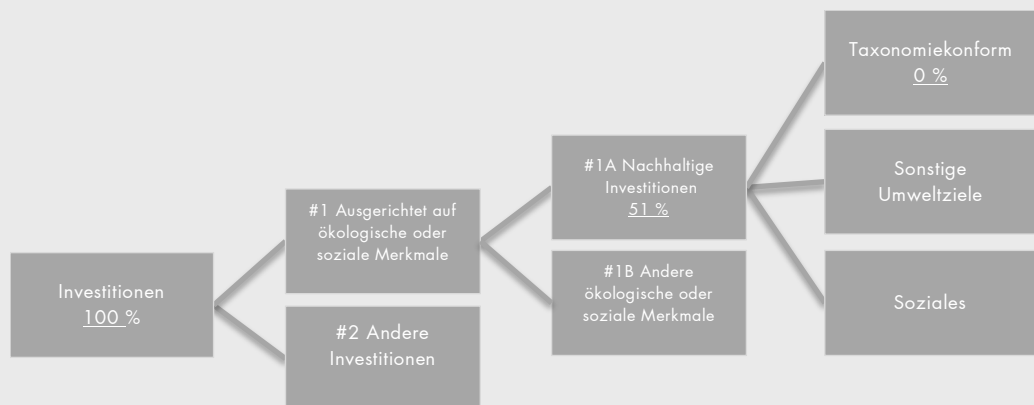 Investitionen
100 %
#1 Ausgerichtet auf
ökologische oder
soziale Merkmale
#2 Andere
Investitionen
#1A Nachhaltige
Investitionen
51 %
#1B Andere
ökologische oder
soziale Merkmale
Taxonomiekonform
0 %
Sonstige
Umweltziele
Soziales